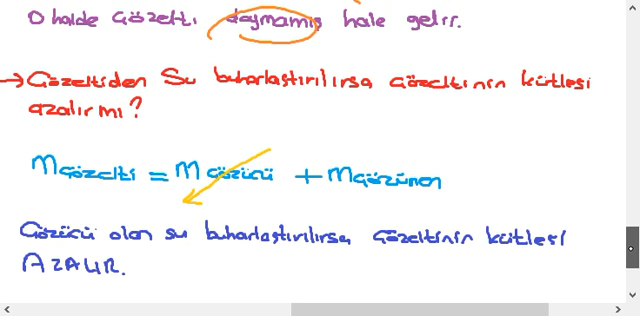 O halde Çözelti doymamış hale gelir.
→ Çözeltiden Su buharlaştırılırsa çözeltinin kütlesi
azalır mı?
Mçözelti = Mçözücü + Mçözünen
Çözücü olan su buharlaştırılırsa çözeltinin kütlesi
AZALIR.